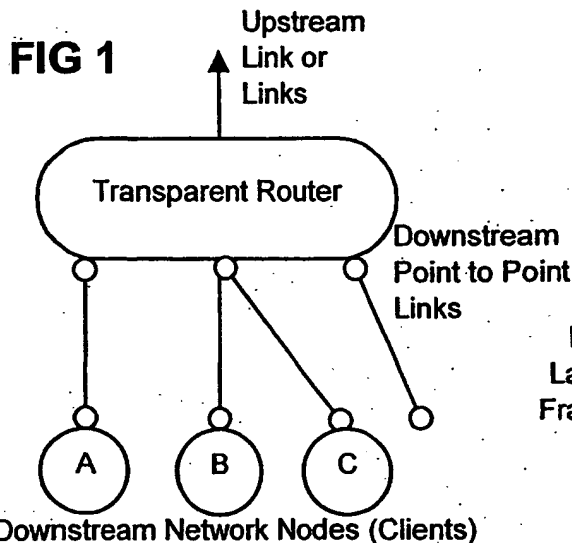 FIG 1
Upstream
Link or
Links
Transparent Router
Downstream
Point to Point
Links
A
B
C
Downstream Network Nodes (Clients)